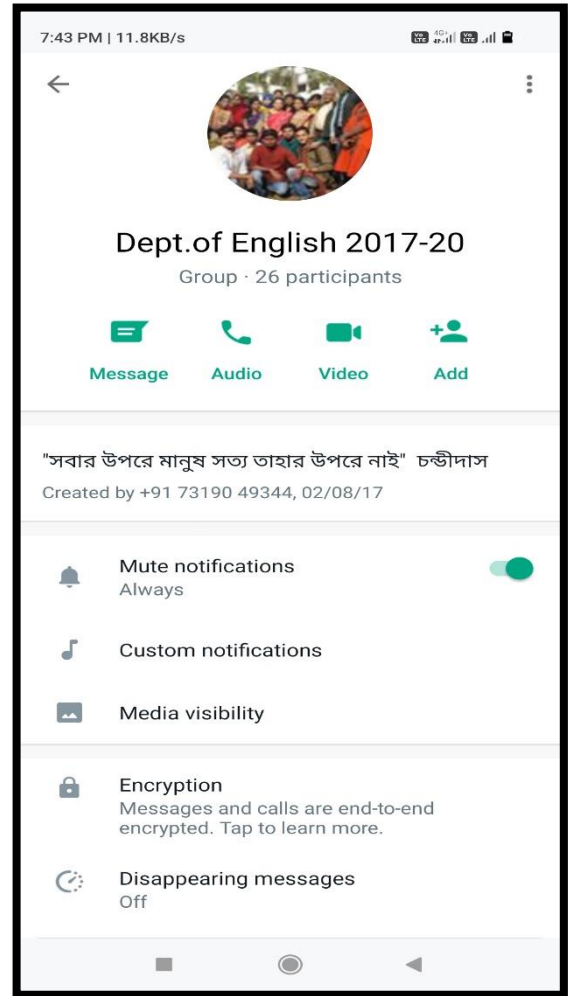 7:43 PM | 11.8KB/s
Dept.of English 2017-20
Group · 26 participants
Message Audio Video Add
"সবার উপরে মানুষ সত্য তাহার উপরে নাই" চন্ডীদাস
Created by +91 73190 49344, 02/08/17
Mute notifications
Always
Custom notifications
Media visibility
Encryption
Messages and calls are end-to-end
encrypted. Tap to learn more.
Disappearing messages
Off